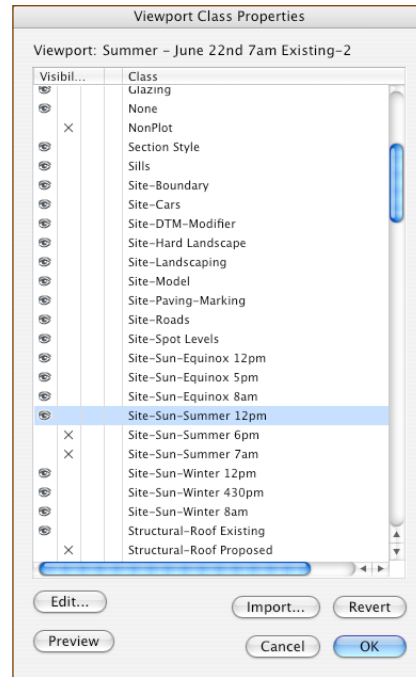 Viewport Class Properties
Viewport: Summer - June 22nd 7am Existing-2
Visibil... Class
Glazing
None
NonPlot
Section Style
Sills
Site-Boundary
Site-Cars
Site-DTM-Modifier
Site-Hard Landscape
Site-Landscaping
Site-Model
Site-Paving-Marking
Site-Roads
Site-Spot Levels
Site-Sun-Equinox 12pm
Site-Sun-Equinox 5pm
Site-Sun-Equinox 8am
Site-Sun-Summer 12pm
Site-Sun-Summer 6pm
Site-Sun-Summer 7am
Site-Sun-Winter 12pm
Site-Sun-Winter 430pm
Site-Sun-Winter 8am
Structural-Roof Existing
Structural-Roof Proposed
Edit... Import... Revert
Preview Cancel OK